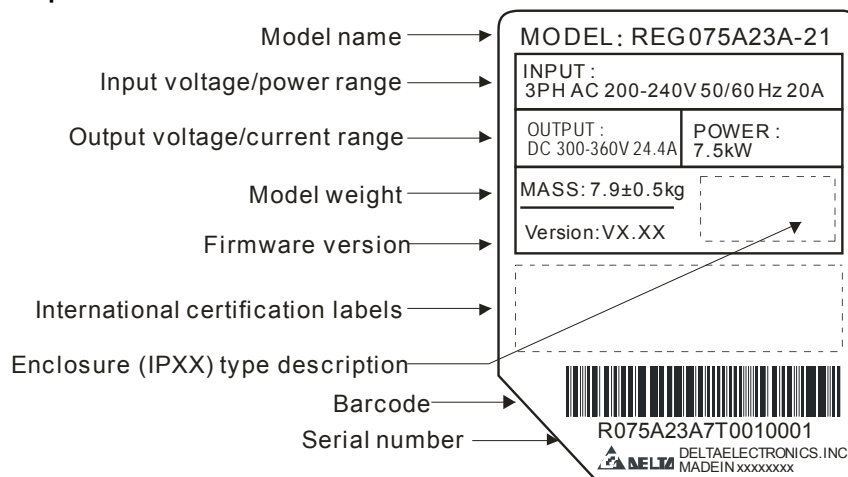 Model name
MODEL: REG075A23A-21
Input voltage/power range
INPUT :
3PH AC 200-240V 50/60 Hz 20A
Output voltage/current range
OUTPUT :
DC 300-360V 24.4A
POWER :
7.5kW
Model weight
MASS: 7.9±0.5kg
Firmware version
Version:VX.XX
International certification labels
Enclosure (IPXX) type description
Barcode
Serial number
R075A23A7T0010001
DELTA
DELTAELECTRONICS.INC
MADEIN xxxxxxxx